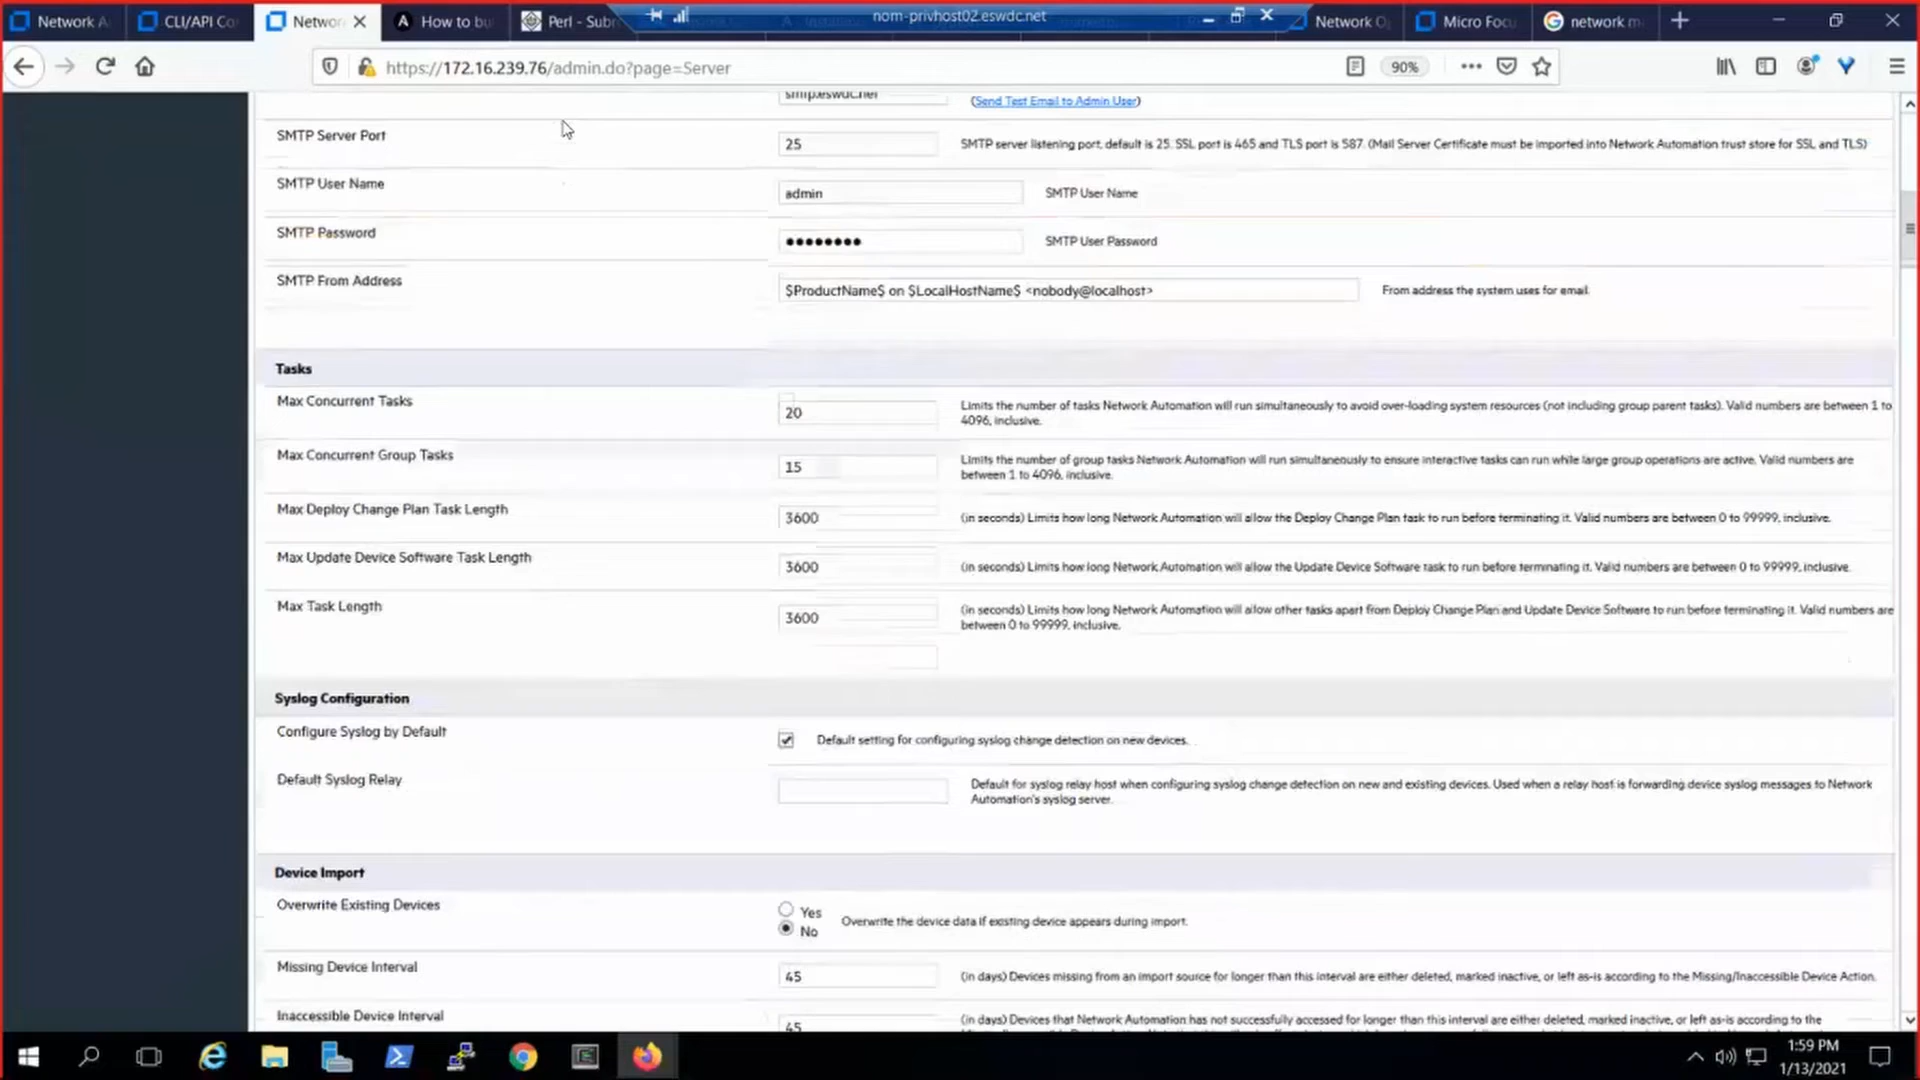 Network A
CLI/API Co
Networ
How to bu
Perl - Subr
nom-privhost02.eswdc.net
Network O
Micro Focu
network m
https://172.16.239.76/admin.do?page=Server
90%
smtp.eswdc.net
(Send Test Email to Admin User)
SMTP Server Port
25
SMTP server listening port, default is 25. SSL port is 465 and TLS port is 587. (Mail Server Certificate must be imported into Network Automation trust store for SSL and TLS)
SMTP User Name
admin
SMTP User Name
SMTP Password
●●●●●●●●
SMTP User Password
SMTP From Address
$ProductName$ on $LocalHostName$ <nobody@localhost>
From address the system uses for email.
Tasks
Max Concurrent Tasks
20
Limits the number of tasks Network Automation will run simultaneously to avoid over-loading system resources (not including group parent tasks). Valid numbers are between 1 to
4096, inclusive.
Max Concurrent Group Tasks
15
Limits the number of group tasks Network Automation will run simultaneously to ensure interactive tasks can run while large group operations are active. Valid numbers are
between 1 to 4096, inclusive.
Max Deploy Change Plan Task Length
3600
(in seconds) Limits how long Network Automation will allow the Deploy Change Plan task to run before terminating it. Valid numbers are between 0 to 99999, inclusive.
Max Update Device Software Task Length
3600
(in seconds) Limits how long Network Automation will allow the Update Device Software task to run before terminating it. Valid numbers are between 0 to 99999, inclusive.
Max Task Length
3600
(in seconds) Limits how long Network Automation will allow other tasks apart from Deploy Change Plan and Update Device Software to run before terminating it. Valid numbers are
between 0 to 99999, inclusive.
Syslog Configuration
Configure Syslog by Default
Default setting for configuring syslog change detection on new devices.
Default Syslog Relay
Default for syslog relay host when configuring syslog change detection on new and existing devices. Used when a relay host is forwarding device syslog messages to Network
Automation's syslog server.
Device Import
Overwrite Existing Devices
Yes
No
Overwrite the device data if existing device appears during import.
Missing Device Interval
45
(in days) Devices missing from an import source for longer than this interval are either deleted, marked inactive, or left as-is according to the Missing/Inaccessible Device Action.
Inaccessible Device Interval
45
(in days) Devices that Network Automation has not successfully accessed for longer than this interval are either deleted, marked inactive, or left as-is according to the
1:59 PM
1/13/2021